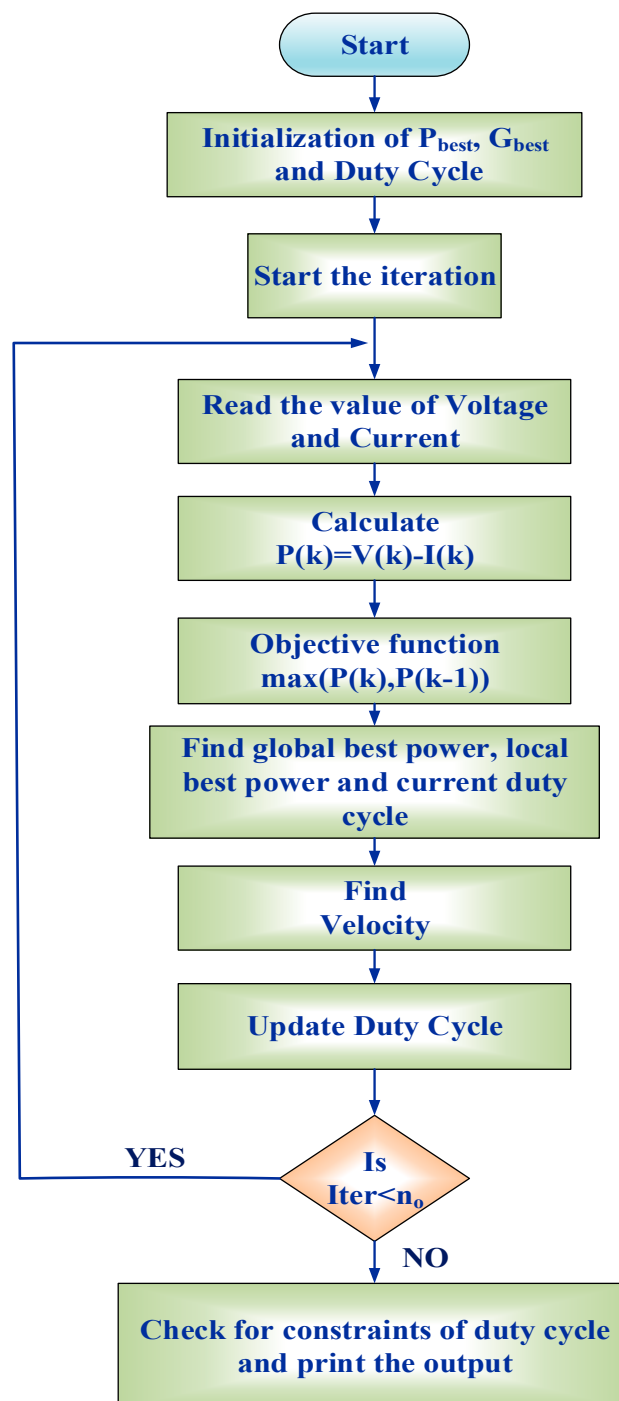 Start
Initialization of Pbest, Gbest
and Duty Cycle
Start the iteration
Read the value of Voltage
and Current
Calculate
P(k)=V(k)-I(k)
Objective function
max(P(k),P(k-1))
Find global best power, local
best power and current duty
cycle
Find
Velocity
Update Duty Cycle
YES
Is
Iter<no
NO
Check for constraints of duty cycle
and print the output